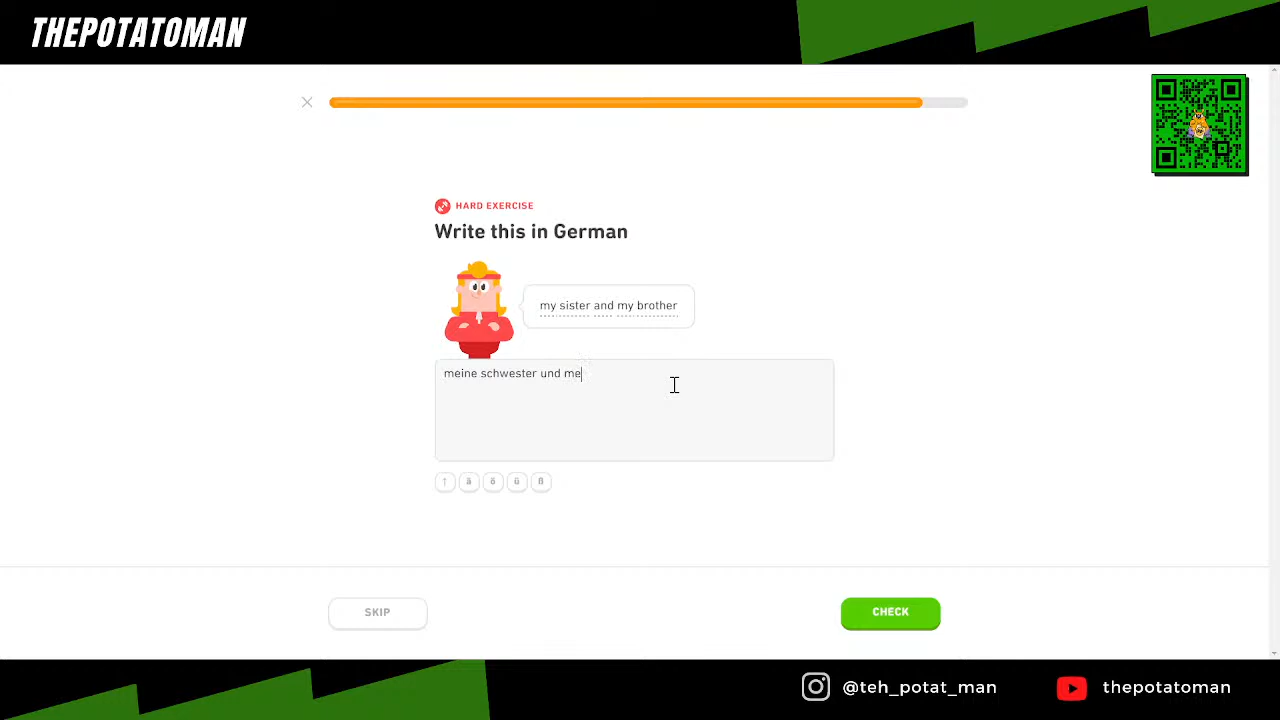 THEPOTATOMAN
HARD EXERCISE
Write this in German
my sister and my brother
meine schwester und me
↑ ä ö ü ß
SKIP
CHECK
@teh_potat_man
thepotatoman